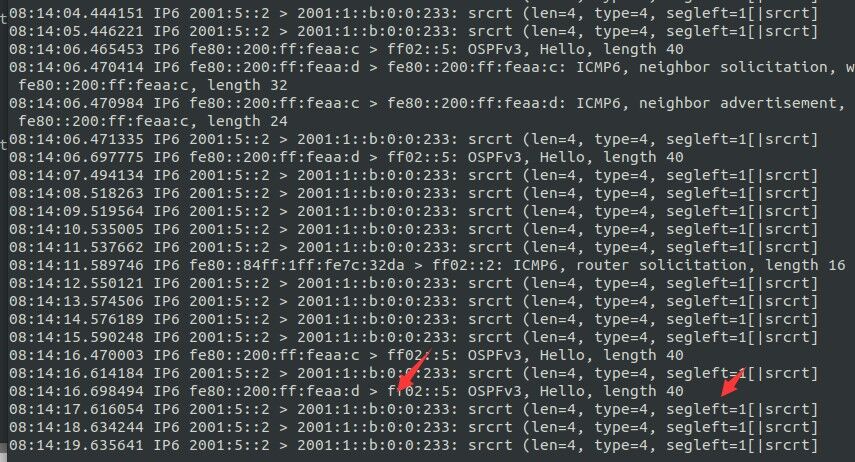 08:14:04.444151 IP6 2001:5::2 > 2001:1::b:0:0:233: srcrt (len=4, type=4, segleft=1[|srcrt]
08:14:05.446221 IP6 2001:5::2 > 2001:1::b:0:0:233: srcrt (len=4, type=4, segleft=1[|srcrt]
08:14:06.465453 IP6 fe80::200:ff:feaa:c > ff02::5: OSPFv3, Hello, length 40
08:14:06.470414 IP6 fe80::200:ff:feaa:d > fe80::200:ff:feaa:c: ICMP6, neighbor solicitation, w
fe80::200:ff:feaa:c, length 32
08:14:06.470984 IP6 fe80::200:ff:feaa:c > fe80::200:ff:feaa:d: ICMP6, neighbor advertisement,
fe80::200:ff:feaa:c, length 24
08:14:06.471335 IP6 2001:5::2 > 2001:1::b:0:0:233: srcrt (len=4, type=4, segleft=1[|srcrt]
08:14:06.697775 IP6 fe80::200:ff:feaa:d > ff02::5: OSPFv3, Hello, length 40
08:14:07.494134 IP6 2001:5::2 > 2001:1::b:0:0:233: srcrt (len=4, type=4, segleft=1[|srcrt]
08:14:08.518263 IP6 2001:5::2 > 2001:1::b:0:0:233: srcrt (len=4, type=4, segleft=1[|srcrt]
08:14:09.519564 IP6 2001:5::2 > 2001:1::b:0:0:233: srcrt (len=4, type=4, segleft=1[|srcrt]
08:14:10.535005 IP6 2001:5::2 > 2001:1::b:0:0:233: srcrt (len=4, type=4, segleft=1[|srcrt]
08:14:11.537662 IP6 2001:5::2 > 2001:1::b:0:0:233: srcrt (len=4, type=4, segleft=1[|srcrt]
08:14:11.589746 IP6 fe80::84ff:1ff:fe7c:32da > ff02::2: ICMP6, router solicitation, length 16
08:14:12.550121 IP6 2001:5::2 > 2001:1::b:0:0:233: srcrt (len=4, type=4, segleft=1[|srcrt]
08:14:13.574506 IP6 2001:5::2 > 2001:1::b:0:0:233: srcrt (len=4, type=4, segleft=1[|srcrt]
08:14:14.576189 IP6 2001:5::2 > 2001:1::b:0:0:233: srcrt (len=4, type=4, segleft=1[|srcrt]
08:14:15.590248 IP6 2001:5::2 > 2001:1::b:0:0:233: srcrt (len=4, type=4, segleft=1[|srcrt]
08:14:16.470003 IP6 fe80::200:ff:feaa:c > ff02::5: OSPFv3, Hello, length 40
08:14:16.614184 IP6 2001:5::2 > 2001:1::b:0:0:233: srcrt (len=4, type=4, segleft=1[|srcrt]
08:14:16.698494 IP6 fe80::200:ff:feaa:d > ff02::5: OSPFv3, Hello, length 40
08:14:17.616054 IP6 2001:5::2 > 2001:1::b:0:0:233: srcrt (len=4, type=4, segleft=1[|srcrt]
08:14:18.634244 IP6 2001:5::2 > 2001:1::b:0:0:233: srcrt (len=4, type=4, segleft=1[|srcrt]
08:14:19.635641 IP6 2001:5::2 > 2001:1::b:0:0:233: srcrt (len=4, type=4, segleft=1[|srcrt]